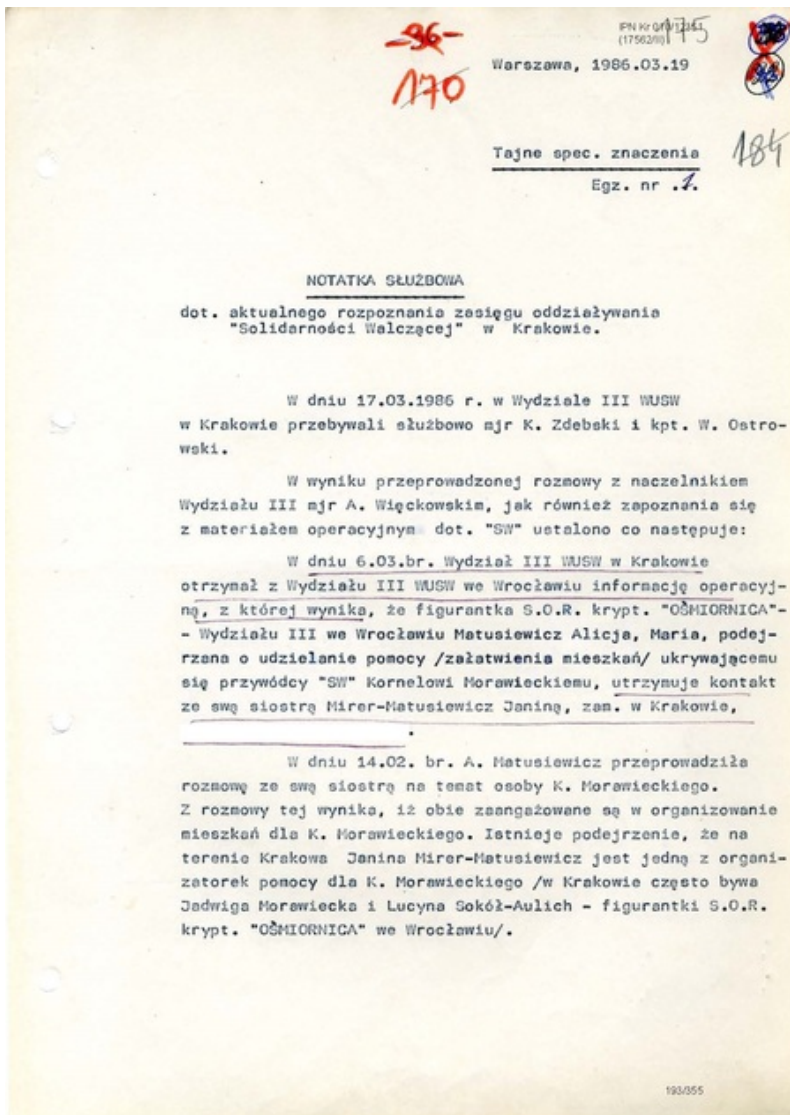 -96-
170
IPN Kr 010/12351
(17562/III)
175
Warszawa, 1986.03.19
184
Tajne spec. znaczenia
Egz. nr .1.
NOTATKA SŁUŻBOWA
dot. aktualnego rozpoznania zasięgu oddziaływania
"Solidarności Walczącej" w Krakowie.
W dniu 17.03.1986 r. w Wydziale III WUSW
w Krakowie przebywali służbowo mjr K. Zdebski i kpt. W. Ostro-
wski.
W wyniku przeprowadzonej rozmowy z naczelnikiem
Wydziału III mjr A. Więckowskim, jak również zapoznania się
z materiałem operacyjnym dot. "SW" ustalono co następuje:
W dniu 6.03.br. Wydział III WUSW w Krakowie
otrzymał z Wydziału III WUSW we Wrocławiu informację operacyj-
ną, z której wynika, że figurantka S.O.R. krypt. "OŚMIORNICA"-
- Wydziału III we Wrocławiu Matusiewicz Alicja, Maria, podej-
rzana o udzielanie pomocy /załatwienia mieszkań/ ukrywającemu
się przywódcy "SW" Kornelowi Morawieckiemu, utrzymuje kontakt
ze swą siostrą Mirer-Matusiewicz Janiną, zam. w Krakowie,
.
W dniu 14.02. br. A. Matusiewicz przeprowadziła
rozmowę ze swą siostrą na temat osoby K. Morawieckiego.
Z rozmowy tej wynika, iż obie zaangażowane są w organizowanie
mieszkań dla K. Morawieckiego. Istnieje podejrzenie, że na
terenie Krakowa Janina Mirer-Matusiewicz jest jedną z organi-
zatorek pomocy dla K. Morawieckiego /w Krakowie często bywa
Jadwiga Morawiecka i Lucyna Sokół-Aulich - figurantki S.O.R.
krypt. "OŚMIORNICA" we Wrocławiu/.
193/355